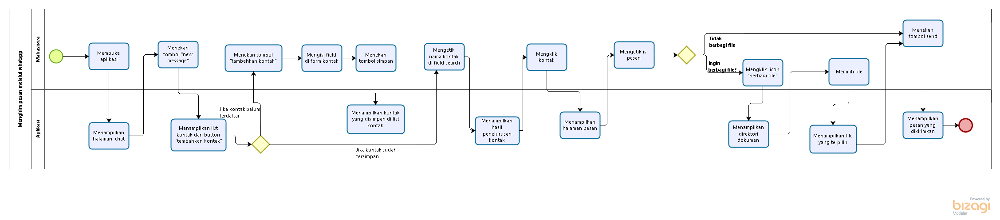 Mengirim pesan melalui whatspp
Mahasiswa
Aplikasi
Membuka
aplikasi
Menampilkan
halaman chat
Menekan
tombol "new
message"
Menampilkan list
kontak dan button
"tambahkan kontak"
Jika kontak belum
terdaftar
Menekan tombol
"tambahkan kontak"
Mengisi field
di form kontak
Menekan
tombol simpan
Menampilkan kontak
yang disimpan di list
kontak
Jika kontak sudah
tersimpan
Mengetik
nama kontak
di field search
Menampilkan
hasil
penelurusan
kontak
Mengklik
kontak
Menampilkan
halaman pesan
Mengetik isi
pesan
Tidak
berbagi file
Ingin
berbagi file?
Mengklik icon
"berbagi file"
Menampilkan
direktori
dokumen
Memilih file
Menampilkan file
yang terpilih
Menekan
tombol send
Menampilkan
pesan yang
dikirimkan
Powered by
bizagi
Modeler